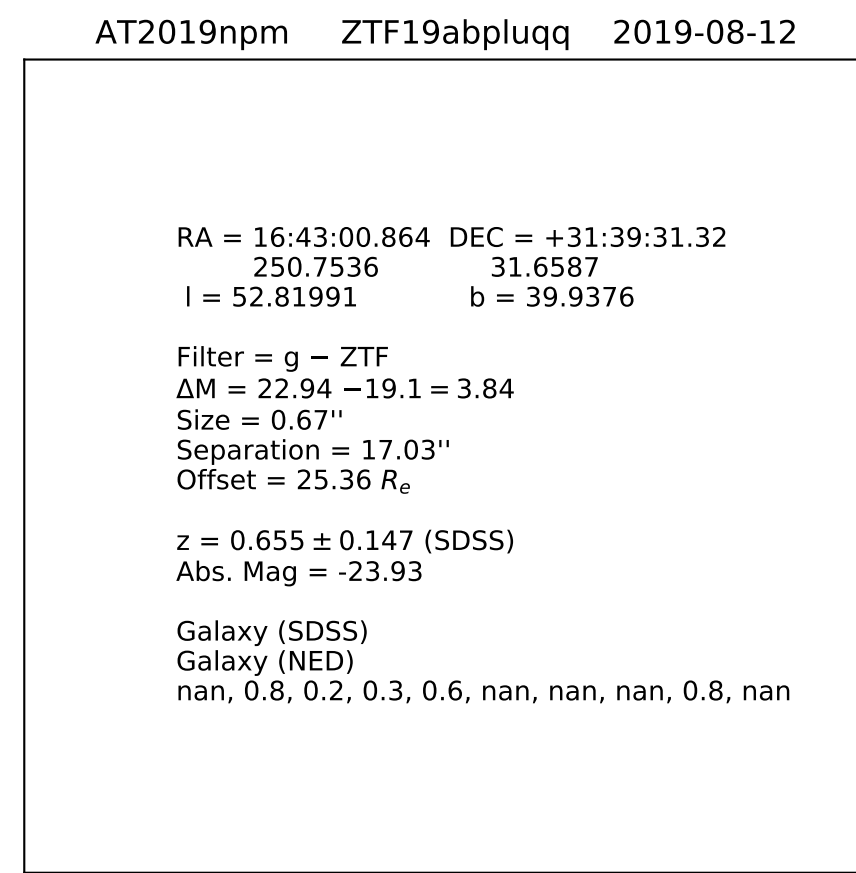 AT2019npm ZTF19abpluqq 2019-08-12
RA = 16:43:00.864 DEC = +31:39:31.32
250.7536 31.6587
l = 52.81991 b = 39.9376
Filter = g − ZTF
ΔM = 22.94 −19.1 = 3.84
Size = 0.67''
Separation = 17.03''
Offset = 25.36 Re
z = 0.655 ± 0.147 (SDSS)
Abs. Mag = -23.93
Galaxy (SDSS)
Galaxy (NED)
nan, 0.8, 0.2, 0.3, 0.6, nan, nan, nan, 0.8, nan